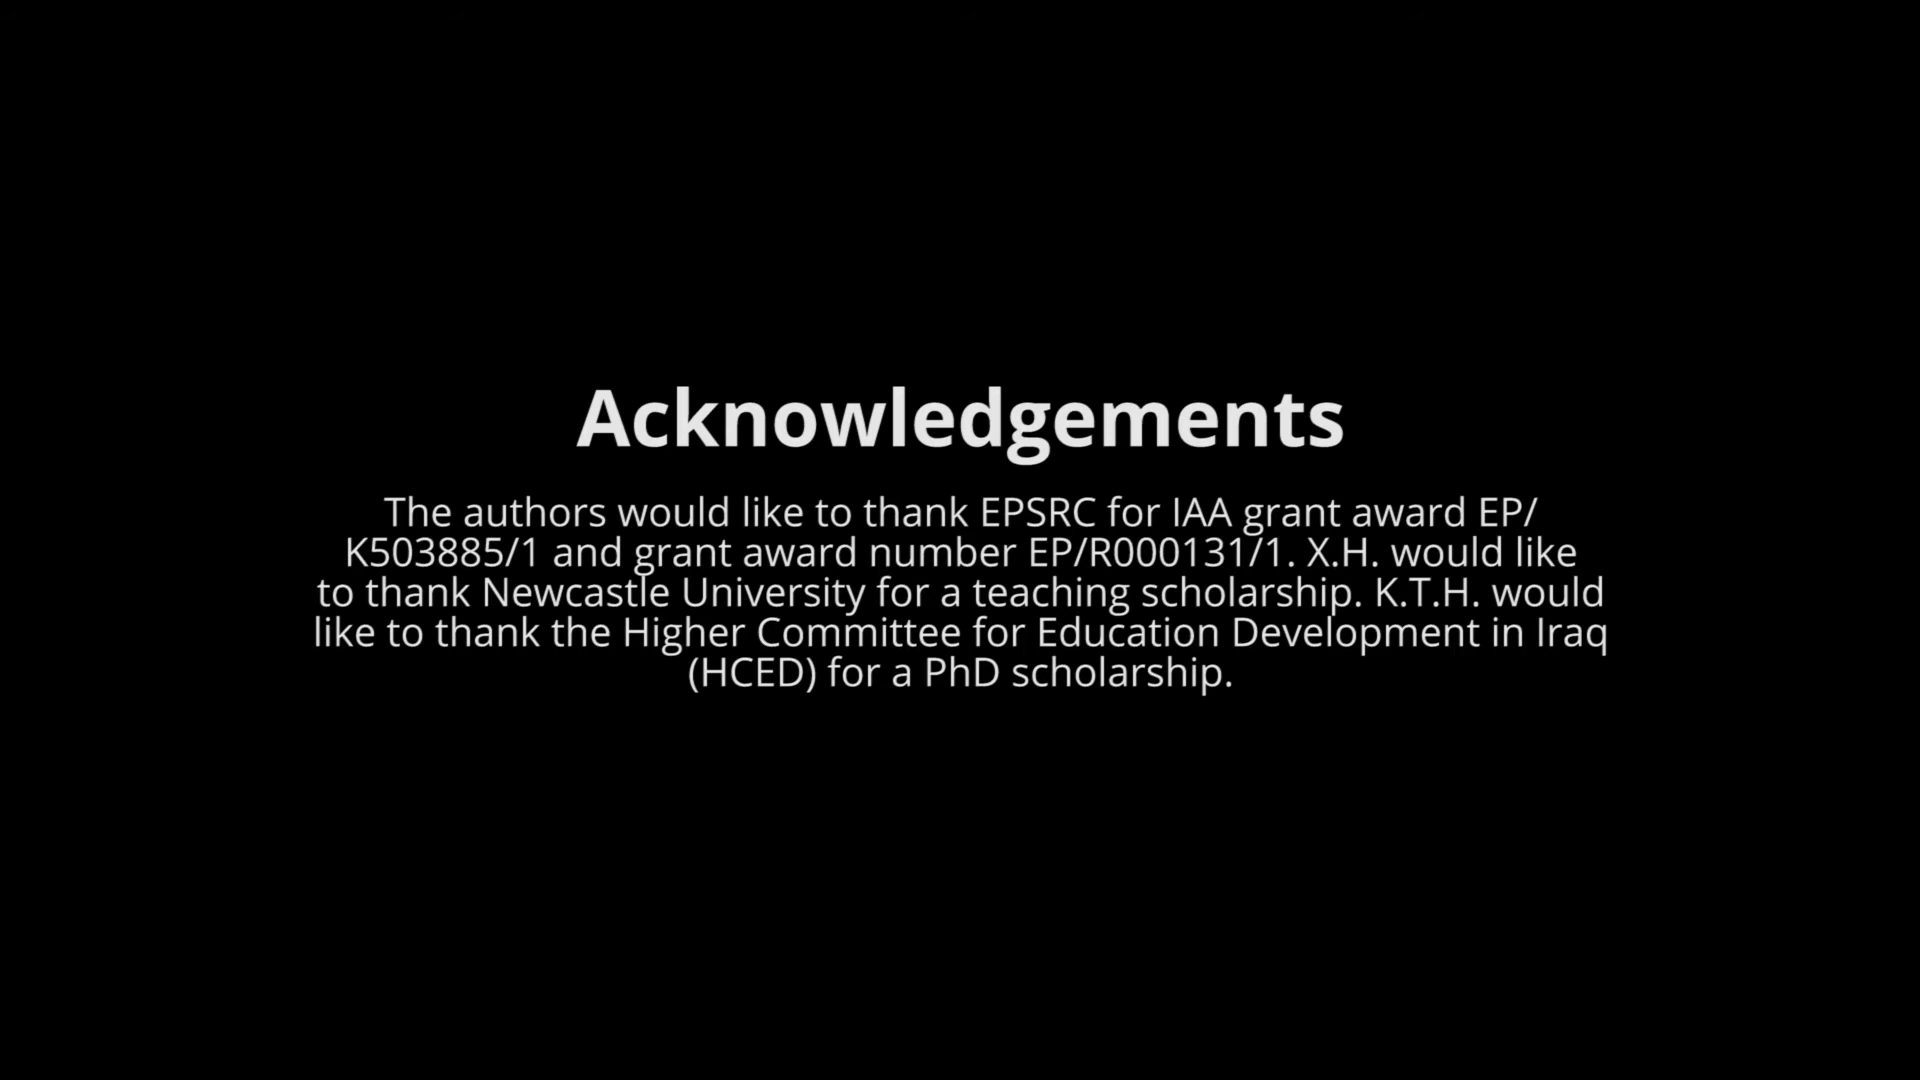 Acknowledgements
The authors would like to thank EPSRC for IAA grant award EP/
K503885/1 and grant award number EP/R000131/1. X.H. would like
to thank Newcastle University for a teaching scholarship. K.T.H. would
like to thank the Higher Committee for Education Development in Iraq
(HCED) for a PhD scholarship.